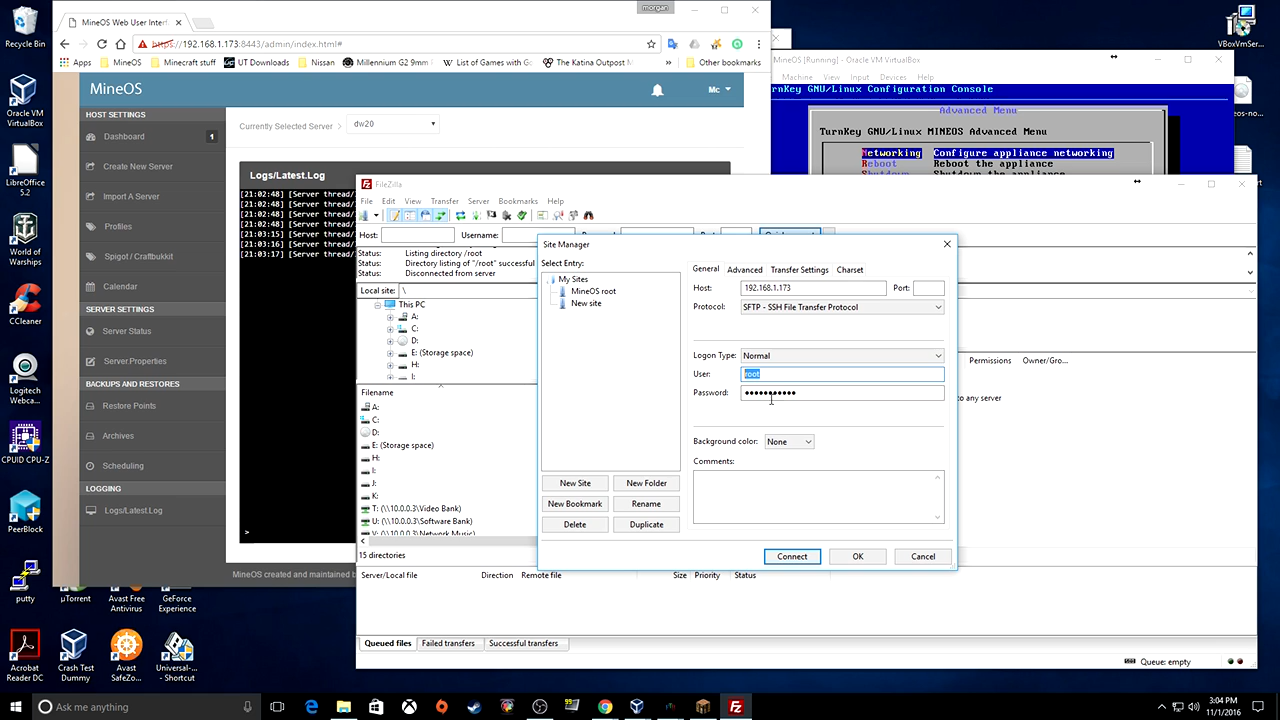 Recycle Bin
Oracle VM
VirtualBox
LibreOffice
5.2
World of
Warships
CCleaner
Logitech
Webca...
CPUID CPU-Z
PeerBlock
putty
µTorrent
Avast Free
Antivirus
GeForce
Experience
Acrobat
Reader DC
Crash Test
Dummy
Avast
SafeZo...
Universal-...
- Shortcut
VBoxVmSer...
morgan
MineOS Web User Interf
https://192.168.1.173:8443/admin/index.html#
Apps
MineOS
Minecraft stuff
UT Downloads
Nissan
Millennium G2 9mm
List of Games with G
The Katina Outpost
»
Other bookmarks
MineOS
Mc
HOST SETTINGS
Dashboard
1
Create New Server
Import A Server
Profiles
Spigot / Craftbukkit
Calendar
SERVER SETTINGS
Server Status
Server.Properties
BACKUPS AND RESTORES
Restore Points
Archives
Scheduling
LOGGING
Logs/Latest.Log
Currently Selected Server >
dw20
Logs/Latest.Log
[21:02:48] [Server thread/
[21:02:48] [Server thread/
[21:02:48] [Server thread/
[21:02:48] [Server thread/
[21:03:15] [Server thread/
[21:03:16] [Server thread/
[21:03:17] [Server thread/
>
MineOS created and maintained b
MineOS [Running] - Oracle VM VirtualBox
Machine View Input Devices Help
rnKey GNU/Linux Configuration Console
Advanced Menu
TurnKey GNU/Linux MINEOS Advanced Menu
Networking Configure appliance networking
Reboot Reboot the appliance
Shutdown Shutdown the appliance
FileZilla
File Edit View Transfer Server Bookmarks Help
Host:
Username:
Status: Listing directory /root
Status: Directory listing of "/root" successful
Status: Disconnected from server
Local site: \
This PC
A:
C:
D:
E: (Storage space)
H:
I:
Filename
A:
C:
D:
E: (Storage space)
H:
I:
J:
K:
T: (\\10.0.0.3\Video Bank)
U: (\\10.0.0.3\Software Bank)
V: (\\10.0.0.3\Network Music)
15 directories
Permissions Owner/Gro...
to any server
Server/Local file Direction Remote file Size Priority Status
Queued files
Failed transfers
Successful transfers
Queue: empty
Site Manager
Select Entry:
My Sites
MineOS root
New site
New Site
New Folder
New Bookmark
Rename
Delete
Duplicate
General
Advanced
Transfer Settings
Charset
Host:
192.168.1.173
Port:
Protocol:
SFTP - SSH File Transfer Protocol
Logon Type:
Normal
User:
root
Password:
•••••••••••
Background color:
None
Comments:
Connect
OK
Cancel
Ask me anything
3:04 PM
11/1/2016